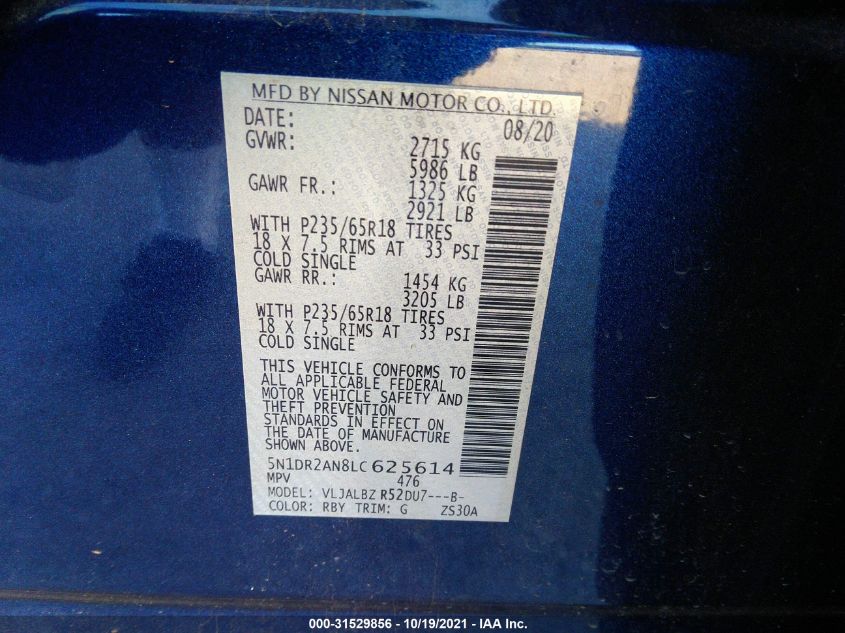 MFD BY NISSAN MOTOR CO., LTD.
DATE: 08/20
GVWR: 2715 KG
5986 LB
GAWR FR.: 1325 KG
2921 LB
WITH P235/65R18 TIRES
18 X 7.5 RIMS AT 33 PSI
COLD SINGLE
GAWR RR.: 1454 KG
3205 LB
WITH P235/65R18 TIRES
18 X 7.5 RIMS AT 33 PSI
COLD SINGLE
THIS VEHICLE CONFORMS TO
ALL APPLICABLE FEDERAL
MOTOR VEHICLE SAFETY AND
THEFT PREVENTION
STANDARDS IN EFFECT ON
THE DATE OF MANUFACTURE
SHOWN ABOVE.
5N1DR2AN8LC625614
MPV 476
MODEL: VLJALBZ R52DU7---B-
COLOR: RBY TRIM: G ZS30A
000-31529856 - 10/19/2021 - IAA Inc.